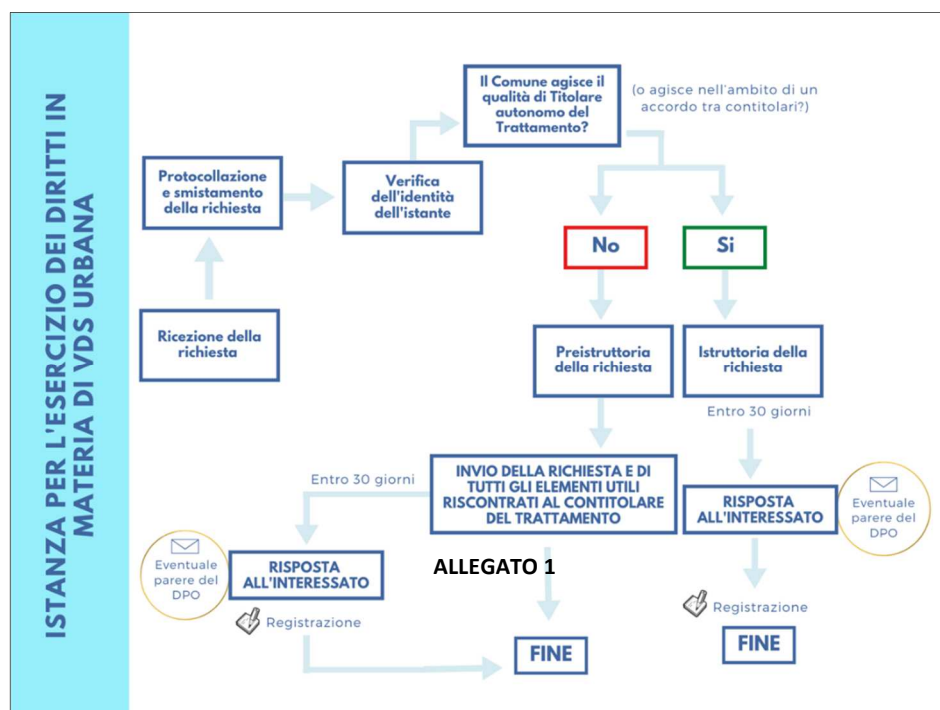 ISTANZA PER L'ESERCIZIO DEI DIRITTI IN
MATERIA DI VDS URBANA
Il Comune agisce il
qualità di Titolare
autonomo del
Trattamento?
(o agisce nell'ambito di un
accordo tra contitolari?)
Protocollazione
e smistamento
della richiesta
Verifica
dell'identità
dell'istante
No
Si
Ricezione della
richiesta
Preistruttoria
della richiesta
Istruttoria della
richiesta
Entro 30 giorni
Entro 30 giorni
INVIO DELLA RICHIESTA E DI
TUTTI GLI ELEMENTI UTILI
RISCONTRATI AL CONTITOLARE
DEL TRATTAMENTO
RISPOSTA
ALL'INTERESSATO
Eventuale
parere del
DPO
Eventuale
parere del
DPO
RISPOSTA
ALL'INTERESSATO
ALLEGATO 1
Registrazione
Registrazione
FINE
FINE